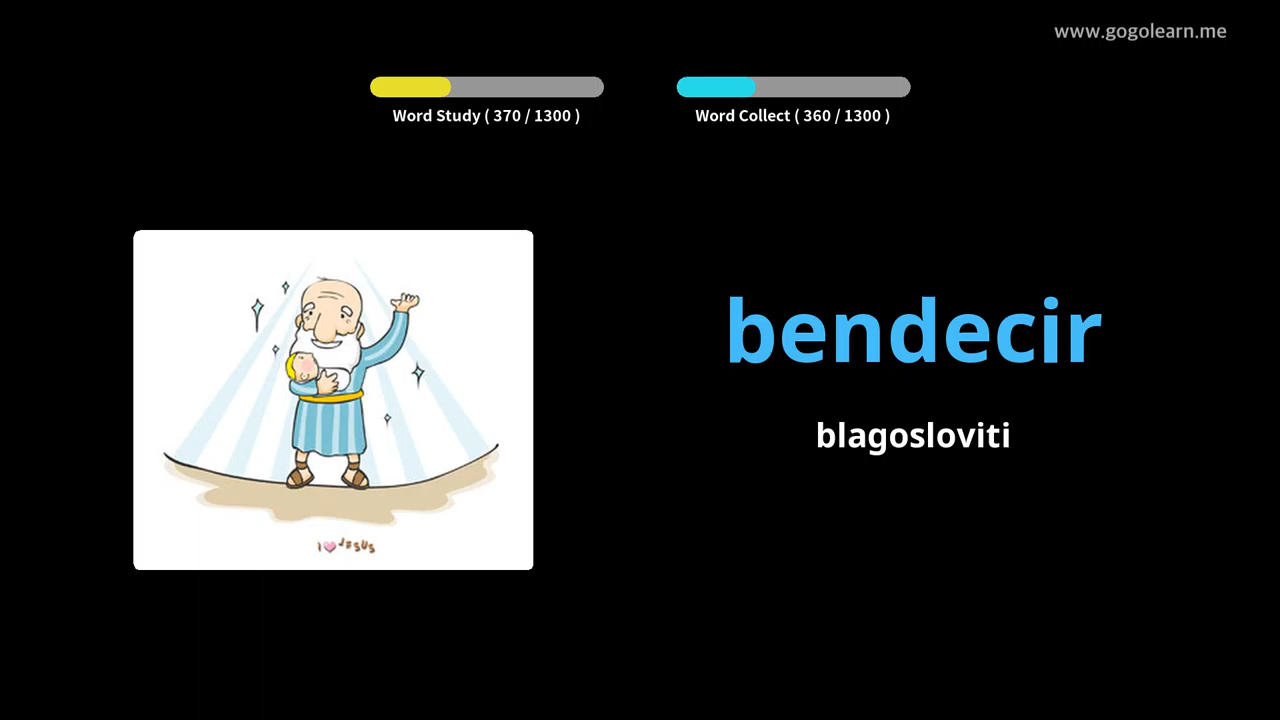 www.gogolearn.me
Word Study ( 370 / 1300 )
Word Collect ( 360 / 1300 )
bendecir
blagosloviti
I JESUS